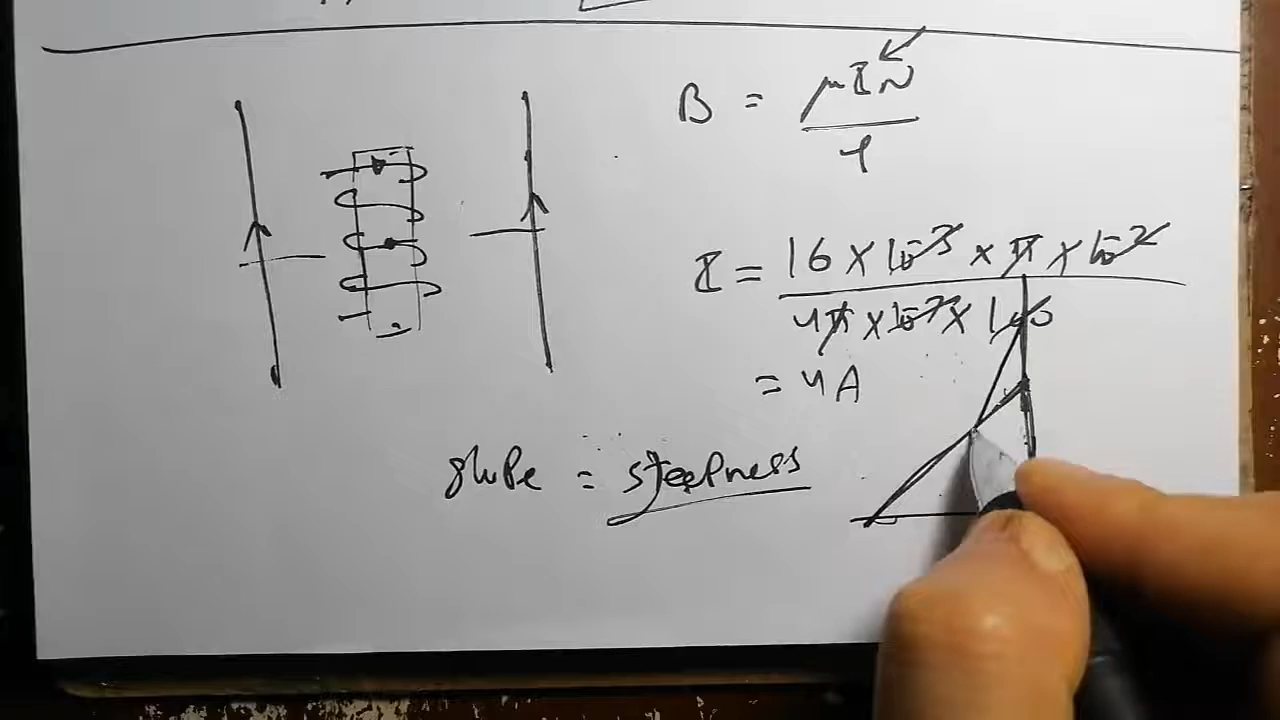 B = μIN / ℓ
I = 16 × 10⁻³ × π × 10⁻² / 4π × 10⁻⁷ × 100
= 4A
slope = steepness